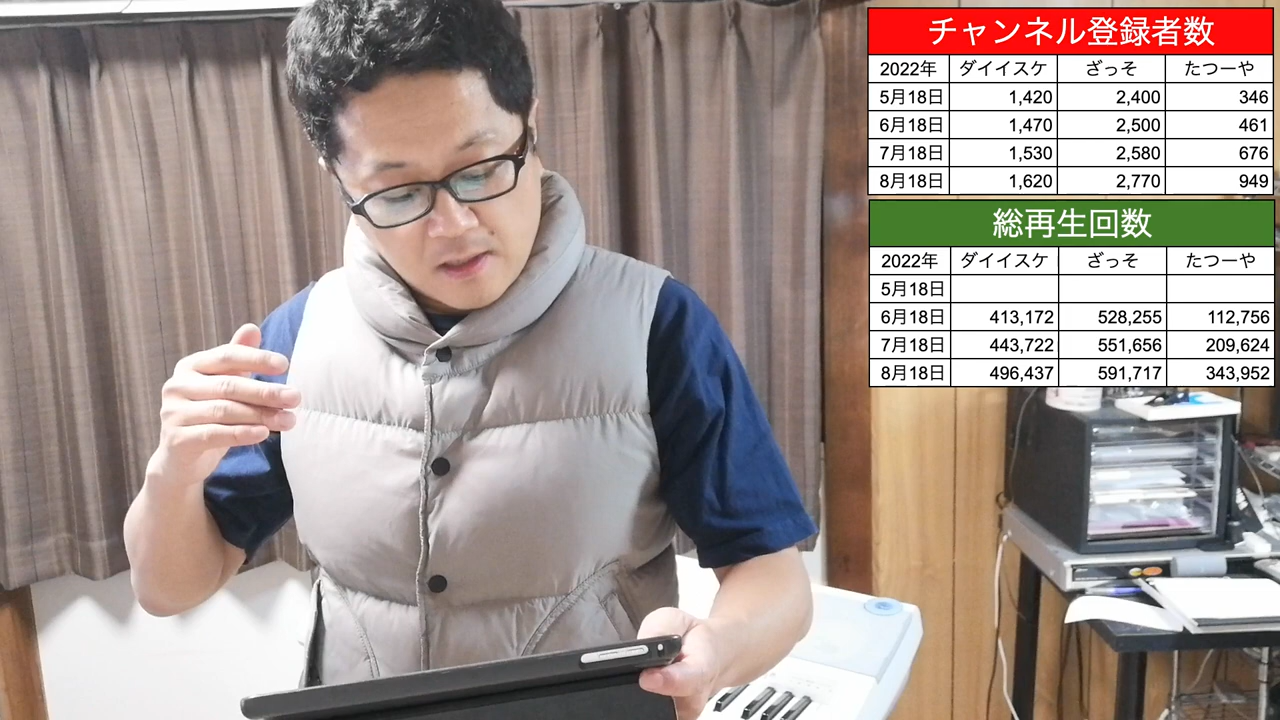 チャンネル登録者数
2022年 ダイイスケ ざっそ たつーや
5月18日 1,420 2,400 346
6月18日 1,470 2,500 461
7月18日 1,530 2,580 676
8月18日 1,620 2,770 949
総再生回数
2022年 ダイイスケ ざっそ たつーや
5月18日
6月18日 413,172 528,255 112,756
7月18日 443,722 551,656 209,624
8月18日 496,437 591,717 343,952